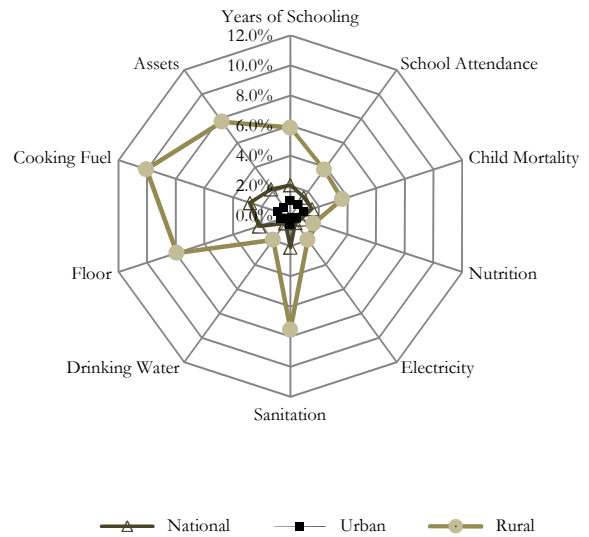 Years of Schooling
12.0%
Assets
School Attendance
10.0%
8.0%
6.0%
Cooking Fuel
Child Mortality
4.0%
2.0%
0.0%
Floor
Nutrition
Drinking Water
Electricity
Sanitation
National
Urban
Rural